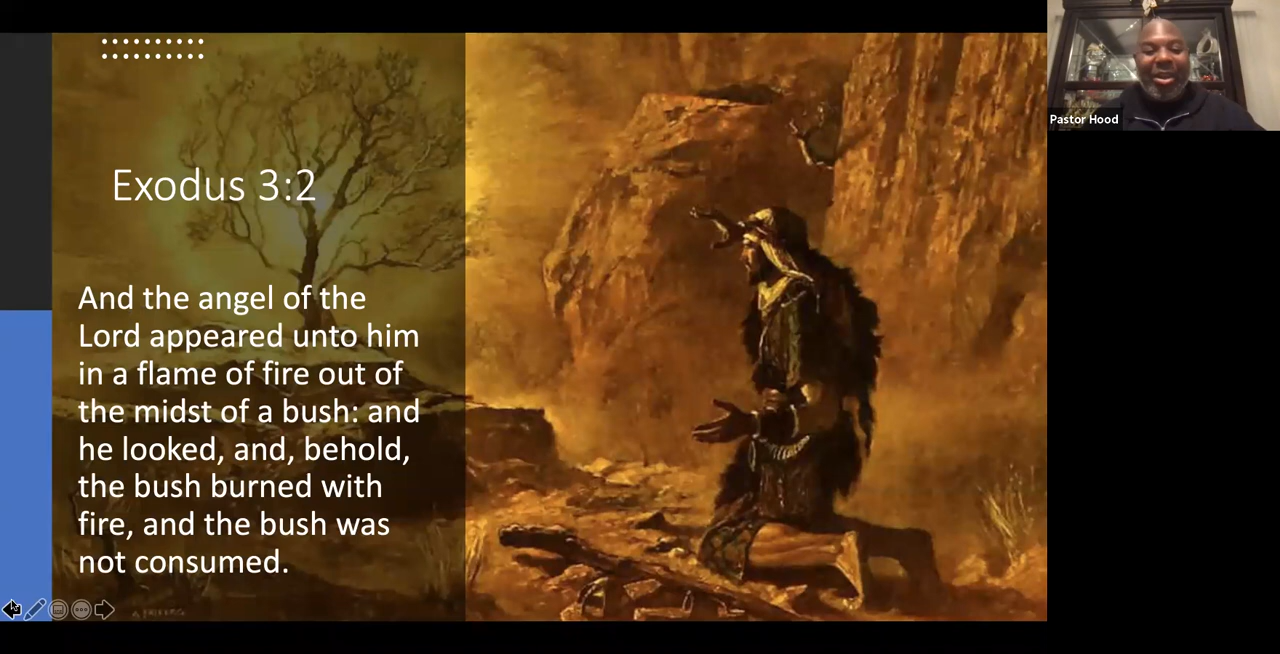 Exodus 3:2
And the angel of the
Lord appeared unto him
in a flame of fire out of
the midst of a bush: and
he looked, and, behold,
the bush burned with
fire, and the bush was
not consumed.
Pastor Hood